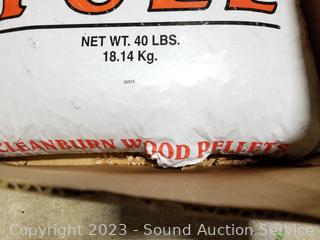 NET WT. 40 LBS.
18.14 Kg.
CLEANBURN WOOD PELLETS
Copyright 2023 - Sound Auction Service